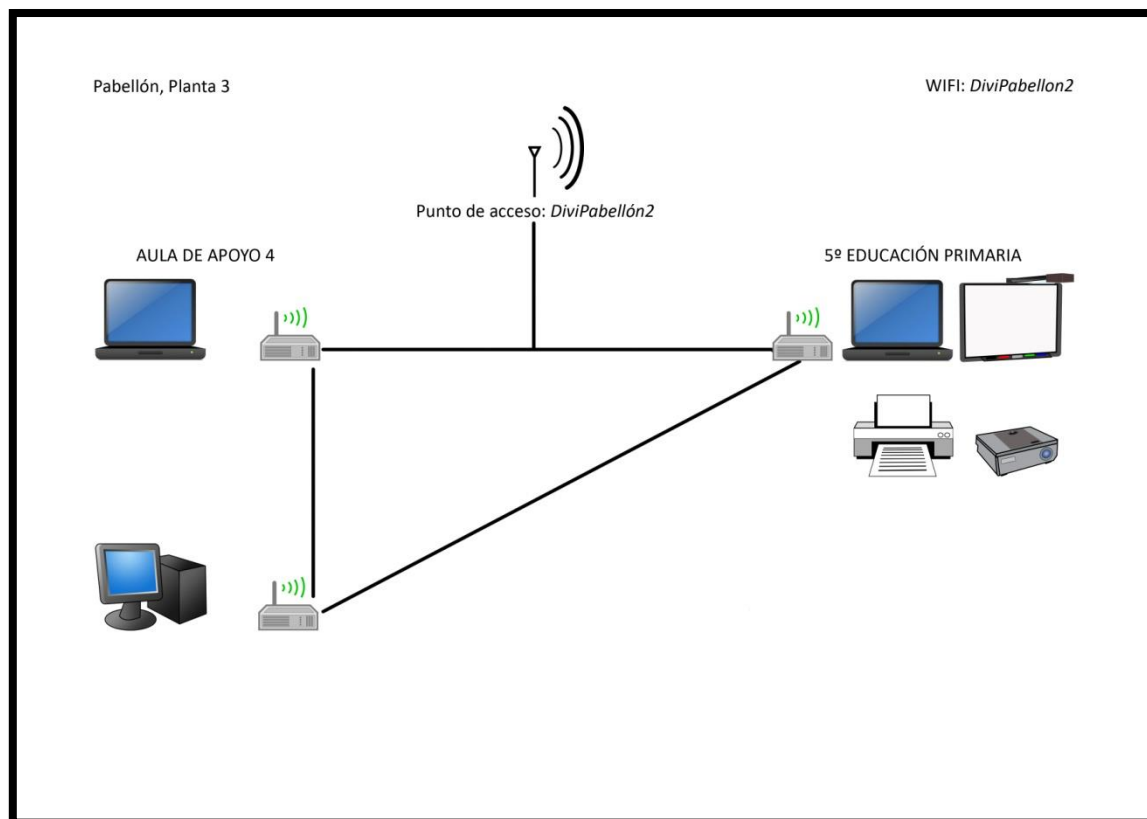 Pabellón, Planta 3
WIFI: DiviPabellon2
Punto de acceso: DiviPabellón2
AULA DE APOYO 4
5º EDUCACIÓN PRIMARIA